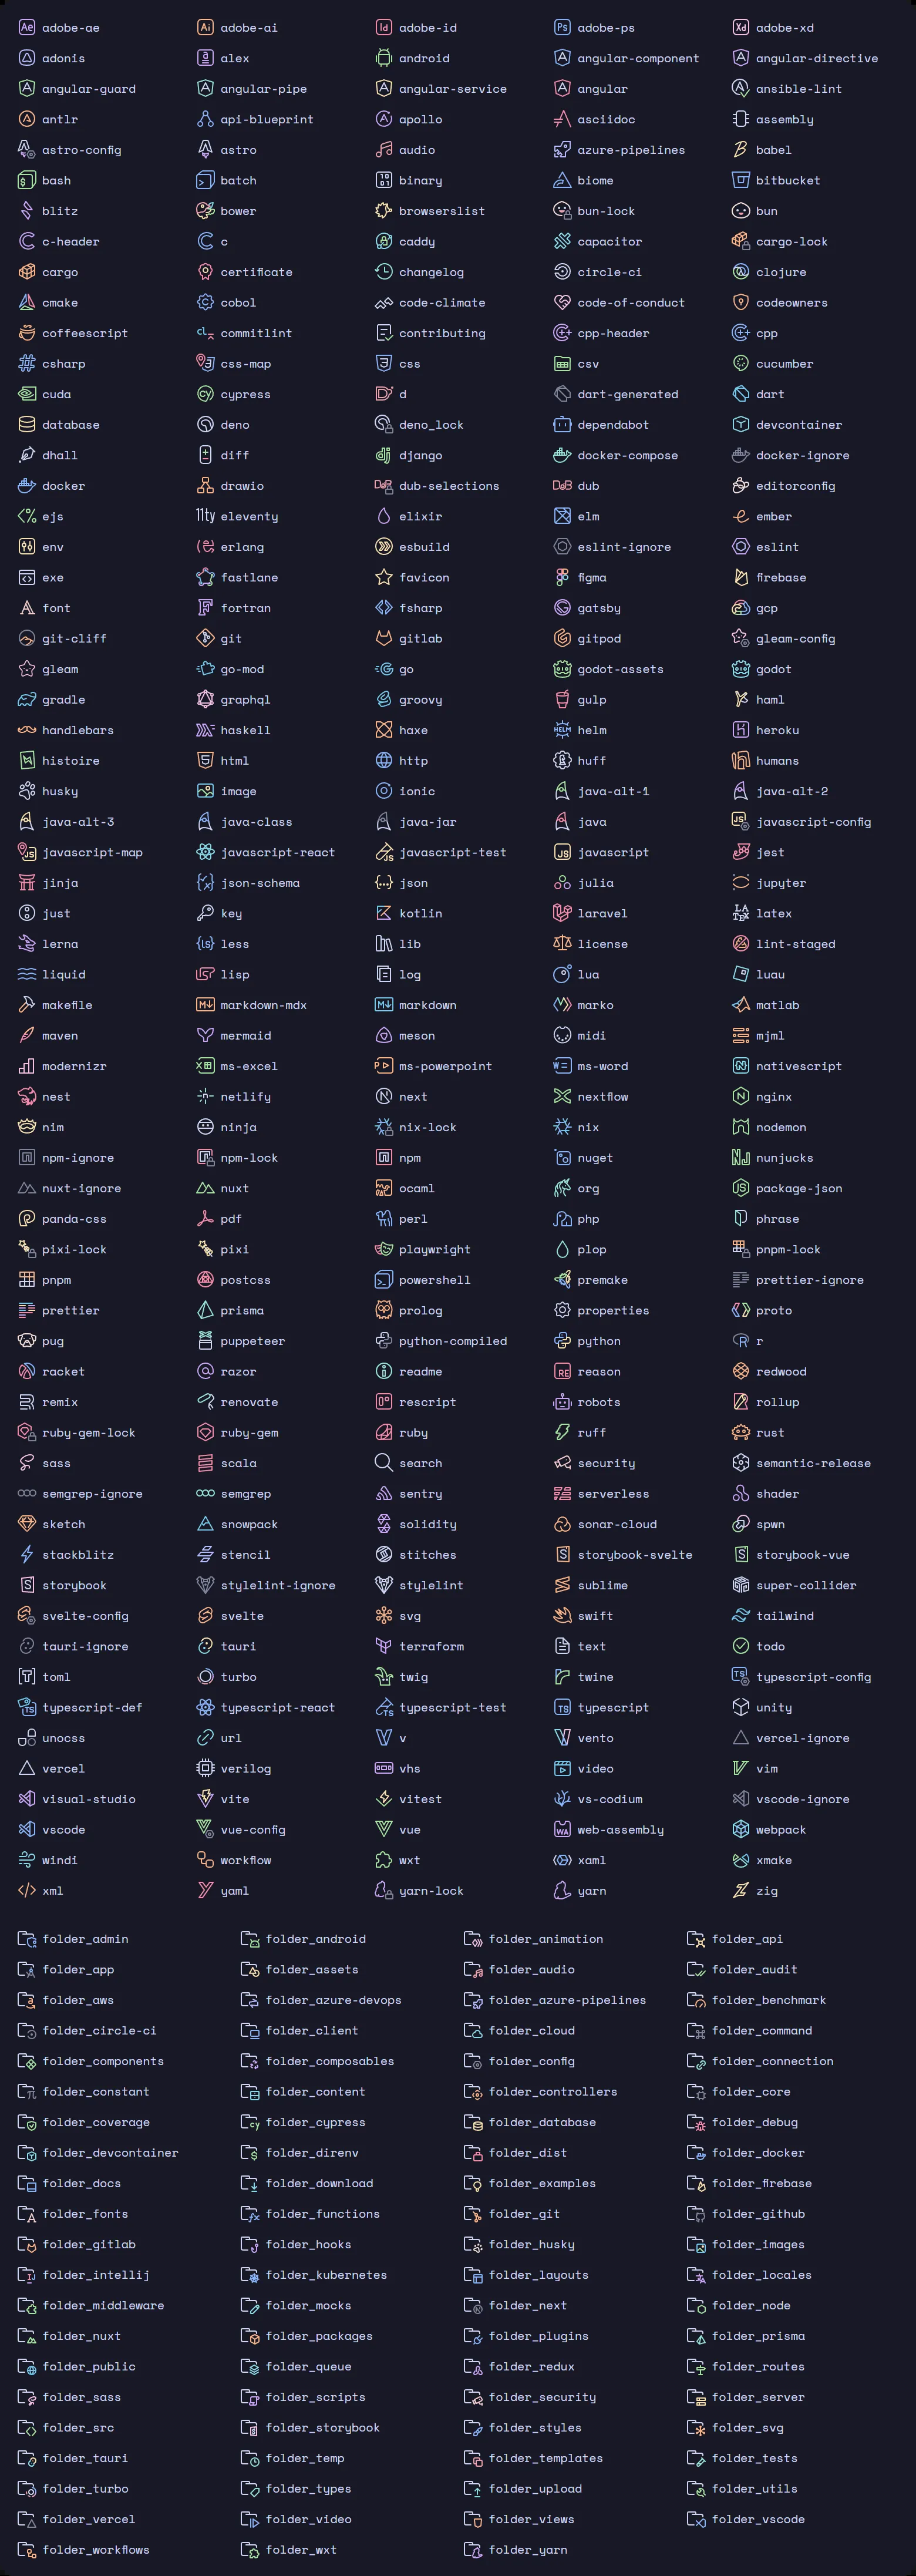 adobe-ae adobe-ai adobe-id adobe-ps adobe-xd
adonis alex android angular-component angular-directive
angular-guard angular-pipe angular-service angular ansible-lint
antlr api-blueprint apollo asciidoc assembly
astro-config astro audio azure-pipelines babel
bash batch binary biome bitbucket
blitz bower browserslist bun-lock bun
c-header c caddy capacitor cargo-lock
cargo certificate changelog circle-ci clojure
cmake cobol code-climate code-of-conduct codeowners
coffeescript commitlint contributing cpp-header cpp
csharp css-map css csv cucumber
cuda cypress d dart-generated dart
database deno deno_lock dependabot devcontainer
dhall diff django docker-compose docker-ignore
docker drawio dub-selections dub editorconfig
ejs eleventy elixir elm ember
env erlang esbuild eslint-ignore eslint
exe fastlane favicon figma firebase
font fortran fsharp gatsby gcp
git-cliff git gitlab gitpod gleam-config
gleam go-mod go godot-assets godot
gradle graphql groovy gulp haml
handlebars haskell haxe helm heroku
histoire html http huff humans
husky image ionic java-alt-1 java-alt-2
java-alt-3 java-class java-jar java javascript-config
javascript-map javascript-react javascript-test javascript jest
jinja json-schema json julia jupyter
just key kotlin laravel latex
lerna less lib license lint-staged
liquid lisp log lua luau
makefile markdown-mdx markdown marko matlab
maven mermaid meson midi mjml
modernizr ms-excel ms-powerpoint ms-word nativescript
nest netlify next nextflow nginx
nim ninja nix-lock nix nodemon
npm-ignore npm-lock npm nuget nunjucks
nuxt-ignore nuxt ocaml org package-json
panda-css pdf perl php phrase
pixi-lock pixi playwright plop pnpm-lock
pnpm postcss powershell premake prettier-ignore
prettier prisma prolog properties proto
pug puppeteer python-compiled python r
racket razor readme reason redwood
remix renovate rescript robots rollup
ruby-gem-lock ruby-gem ruby ruff rust
sass scala search security semantic-release
semgrep-ignore semgrep sentry serverless shader
sketch snowpack solidity sonar-cloud spwn
stackblitz stencil stitches storybook-svelte storybook-vue
storybook stylelint-ignore stylelint sublime super-collider
svelte-config svelte svg swift tailwind
tauri-ignore tauri terraform text todo
toml turbo twig twine typescript-config
typescript-def typescript-react typescript-test typescript unity
unocss url v vento vercel-ignore
vercel verilog vhs video vim
visual-studio vite vitest vs-codium vscode-ignore
vscode vue-config vue web-assembly webpack
windi workflow wxt xaml xmake
xml yaml yarn-lock yarn zig
folder_admin folder_android folder_animation folder_api
folder_app folder_assets folder_audio folder_audit
folder_aws folder_azure-devops folder_azure-pipelines folder_benchmark
folder_circle-ci folder_client folder_cloud folder_command
folder_components folder_composables folder_config folder_connection
folder_constant folder_content folder_controllers folder_core
folder_coverage folder_cypress folder_database folder_debug
folder_devcontainer folder_direnv folder_dist folder_docker
folder_docs folder_download folder_examples folder_firebase
folder_fonts folder_functions folder_git folder_github
folder_gitlab folder_hooks folder_husky folder_images
folder_intellij folder_kubernetes folder_layouts folder_locales
folder_middleware folder_mocks folder_next folder_node
folder_nuxt folder_packages folder_plugins folder_prisma
folder_public folder_queue folder_redux folder_routes
folder_sass folder_scripts folder_security folder_server
folder_src folder_storybook folder_styles folder_svg
folder_tauri folder_temp folder_templates folder_tests
folder_turbo folder_types folder_upload folder_utils
folder_vercel folder_video folder_views folder_vscode
folder_workflows folder_wxt folder_yarn